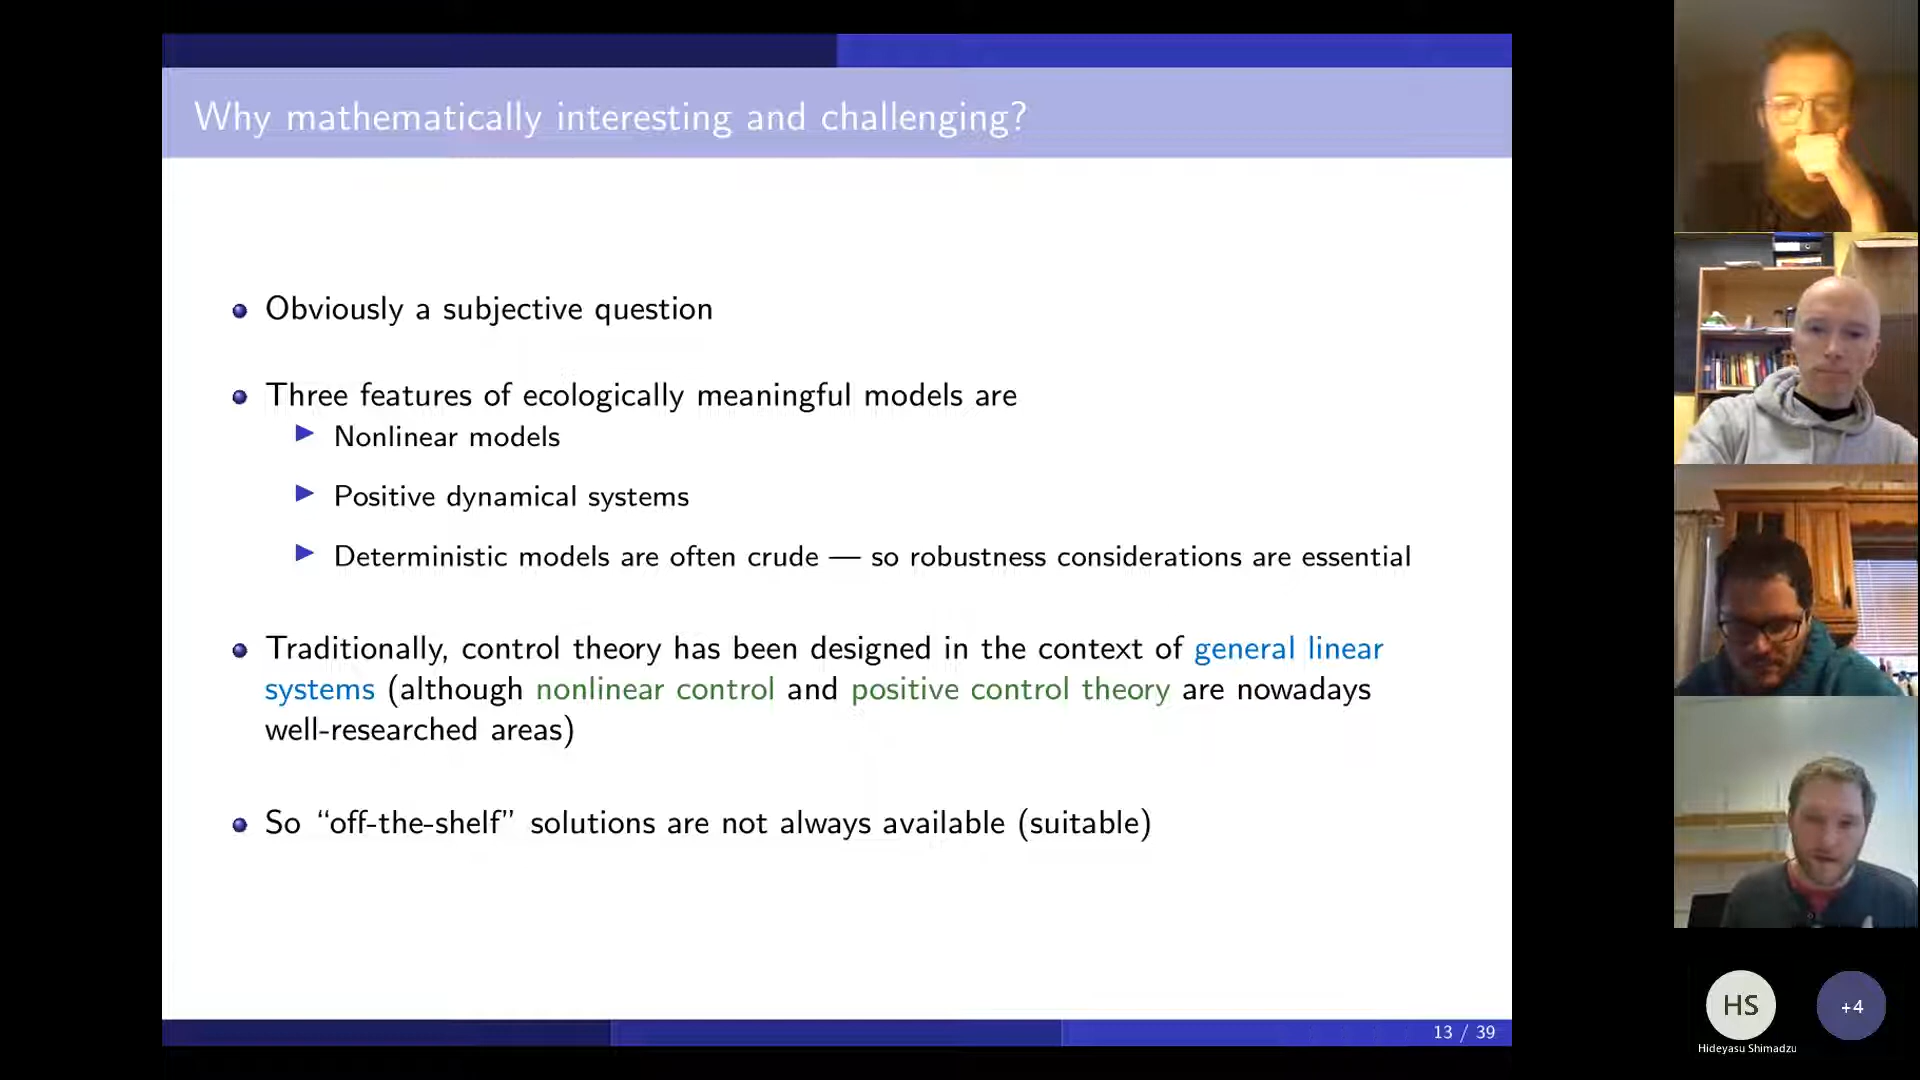 Why mathematically interesting and challenging?
Obviously a subjective question
Three features of ecologically meaningful models are
Nonlinear models
Positive dynamical systems
Deterministic models are often crude — so robustness considerations are essential
Traditionally, control theory has been designed in the context of general linear
systems (although nonlinear control and positive control theory are nowadays
well-researched areas)
So “off-the-shelf” solutions are not always available (suitable)
13 / 39
HS
+4
Hideyasu Shimadzu